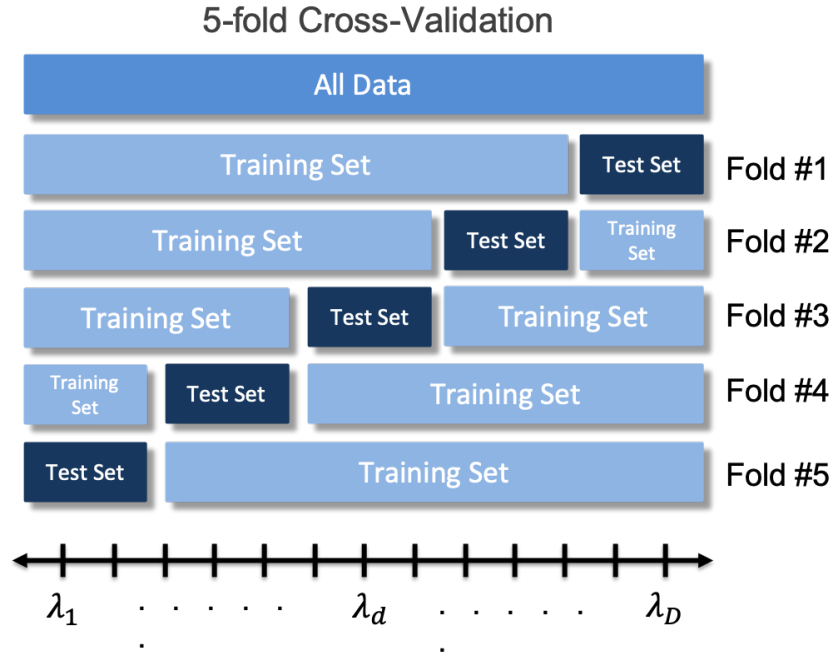 5-fold Cross-Validation
All Data
Training Set
Test Set
Fold #1
Training Set
Test Set
Training
Set
Fold #2
Training Set
Test Set
Training Set
Fold #3
Training
Set
Test Set
Training Set
Fold #4
Test Set
Training Set
Fold #5
λ₁ . . . . . λ_d . . . . . λ_D
. .